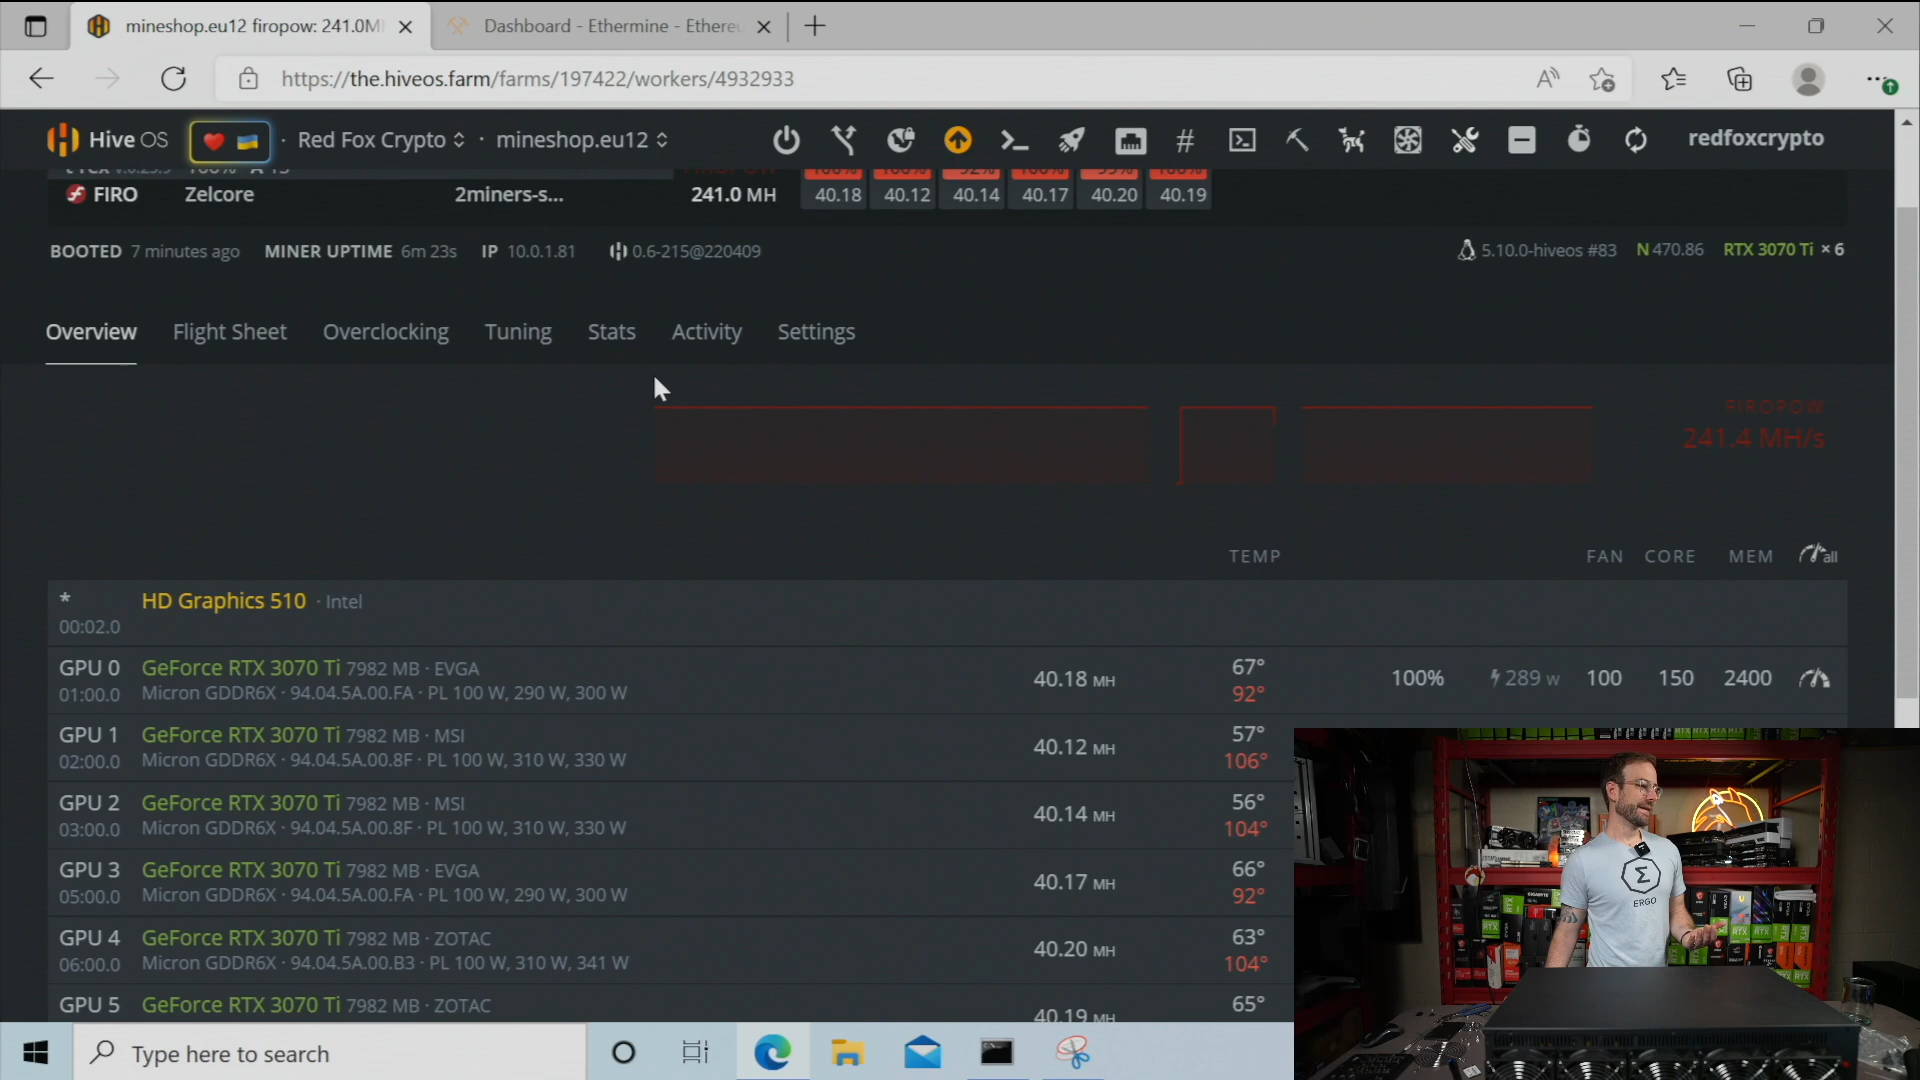 mineshop.eu12 firopow: 241.0M
Dashboard - Ethermine - Ethere
https://the.hiveos.farm/farms/197422/workers/4932933
Hive OS
Red Fox Crypto
mineshop.eu12
redfoxcrypto
FIRO Zelcore 2miners-s... 241.0 MH 40.18 40.12 40.14 40.17 40.20 40.19
BOOTED 7 minutes ago MINER UPTIME 6m 23s IP 10.0.1.81 0.6-215@220409 5.10.0-hiveos #83 N 470.86 RTX 3070 Ti × 6
Overview Flight Sheet Overclocking Tuning Stats Activity Settings
FIROPOW
241.4 MH/s
TEMP FAN CORE MEM all
* HD Graphics 510 · Intel
00:02.0
GPU 0 GeForce RTX 3070 Ti 7982 MB · EVGA 40.18 MH 67° 100% 289 W 100 150 2400
01:00.0 Micron GDDR6X · 94.04.5A.00.FA · PL 100 W, 290 W, 300 W 92°
GPU 1 GeForce RTX 3070 Ti 7982 MB · MSI 40.12 MH 57°
02:00.0 Micron GDDR6X · 94.04.5A.00.8F · PL 100 W, 310 W, 330 W 106°
GPU 2 GeForce RTX 3070 Ti 7982 MB · MSI 40.14 MH 56°
03:00.0 Micron GDDR6X · 94.04.5A.00.8F · PL 100 W, 310 W, 330 W 104°
GPU 3 GeForce RTX 3070 Ti 7982 MB · EVGA 40.17 MH 66°
05:00.0 Micron GDDR6X · 94.04.5A.00.FA · PL 100 W, 290 W, 300 W 92°
GPU 4 GeForce RTX 3070 Ti 7982 MB · ZOTAC 40.20 MH 63°
06:00.0 Micron GDDR6X · 94.04.5A.00.B3 · PL 100 W, 310 W, 341 W 104°
GPU 5 GeForce RTX 3070 Ti 7982 MB · ZOTAC 40.19 MH 65°
Type here to search
Σ
ERGO